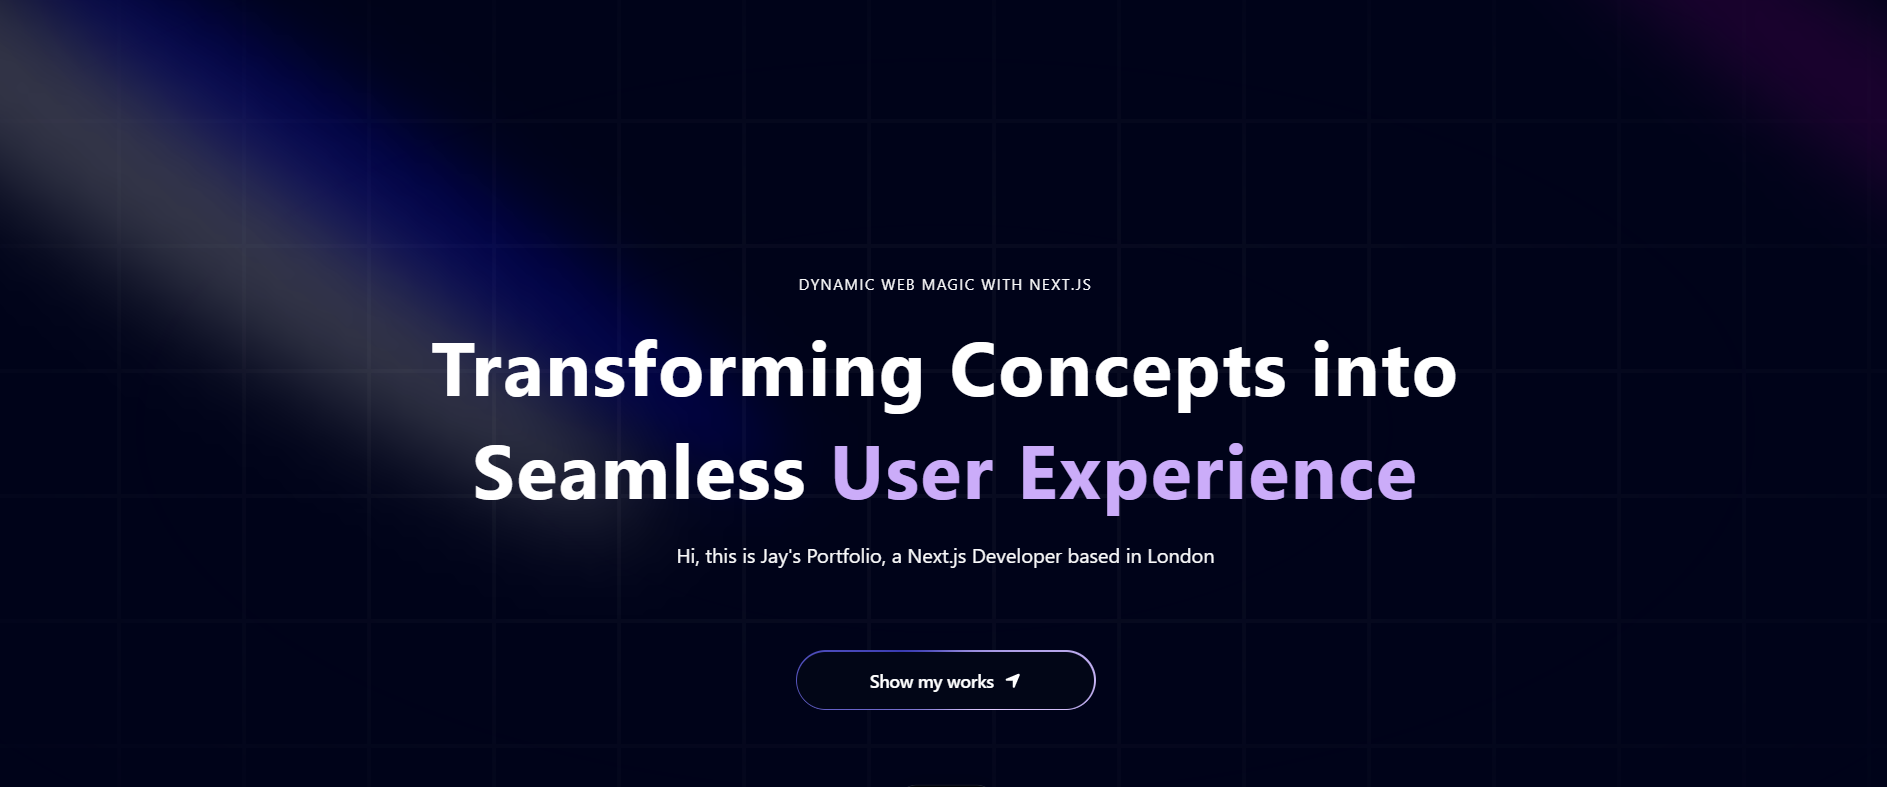 DYNAMIC WEB MAGIC WITH NEXT.JS
Transforming Concepts into
Seamless User Experience
Hi, this is Jay's Portfolio, a Next.js Developer based in London
Show my works